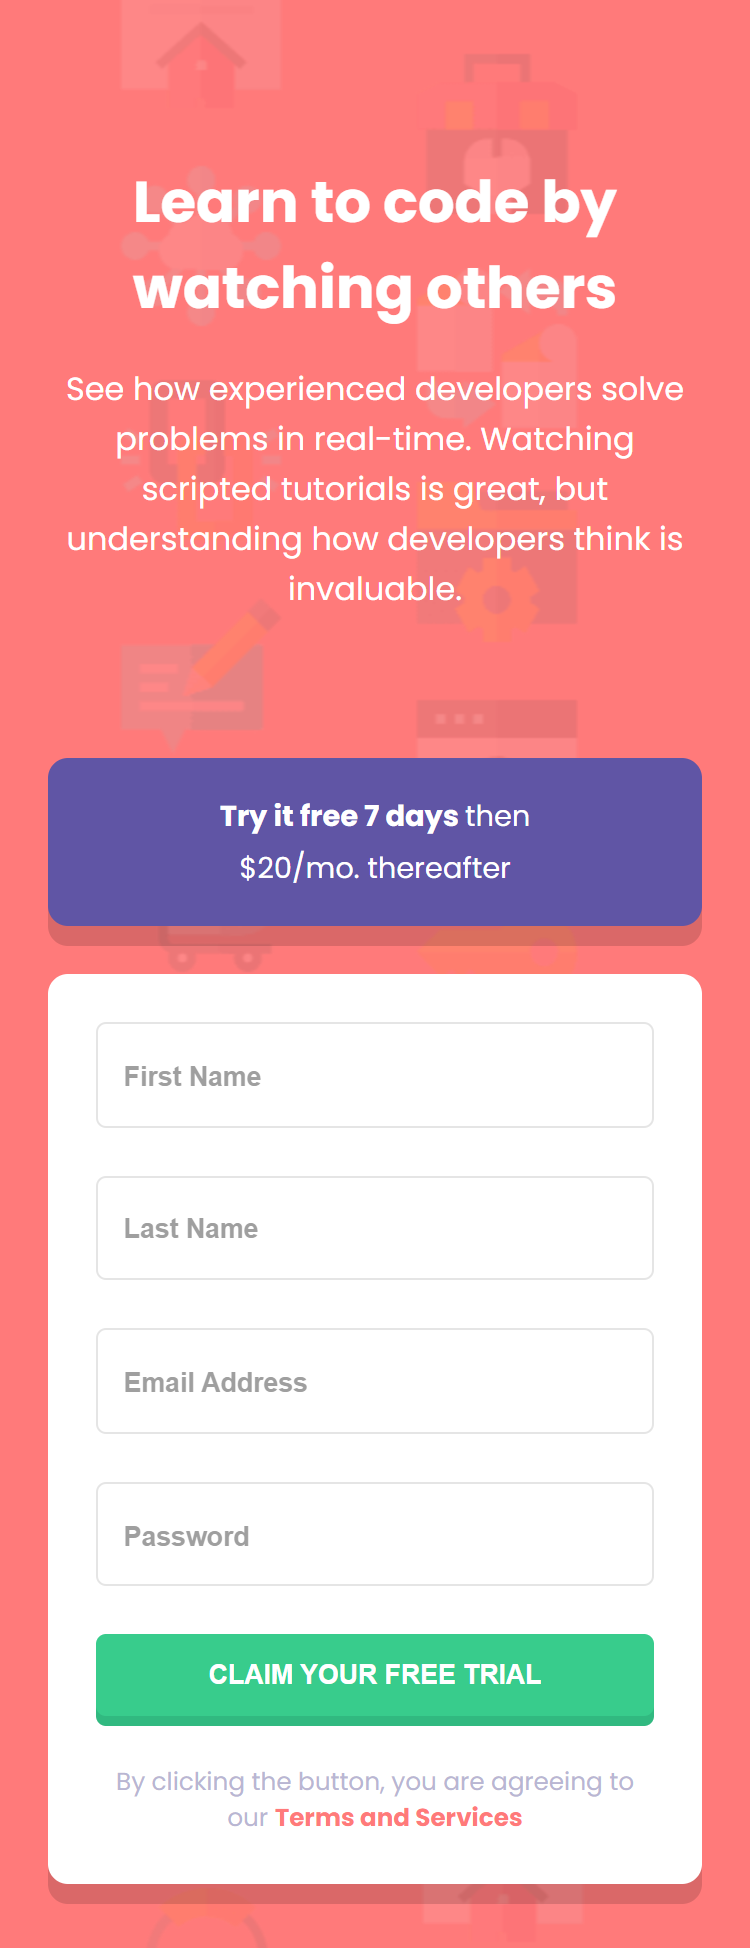 Learn to code by
watching others
See how experienced developers solve
problems in real-time. Watching
scripted tutorials is great, but
understanding how developers think is
invaluable.
Try it free 7 days then
$20/mo. thereafter
First Name
Last Name
Email Address
Password
CLAIM YOUR FREE TRIAL
By clicking the button, you are agreeing to
our Terms and Services